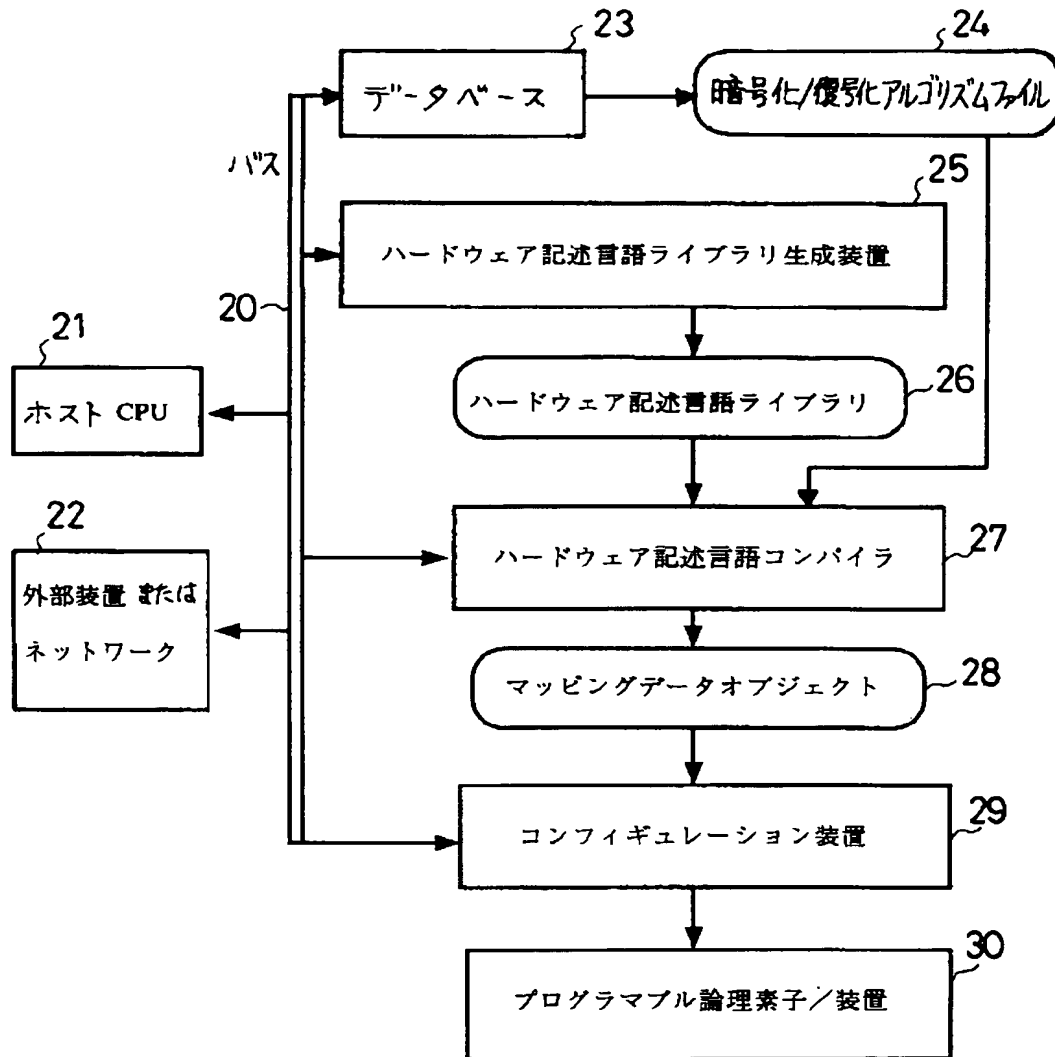 23
データベース
24
暗号化/復号化アルゴリズムファイル
バス
25
ハードウェア記述言語ライブラリ生成装置
20
21
ホスト CPU
26
ハードウェア記述言語ライブラリ
22
外部装置または
ネットワーク
27
ハードウェア記述言語コンパイラ
28
マッピングデータオブジェクト
29
コンフィギュレーション装置
30
プログラマブル論理素子/装置